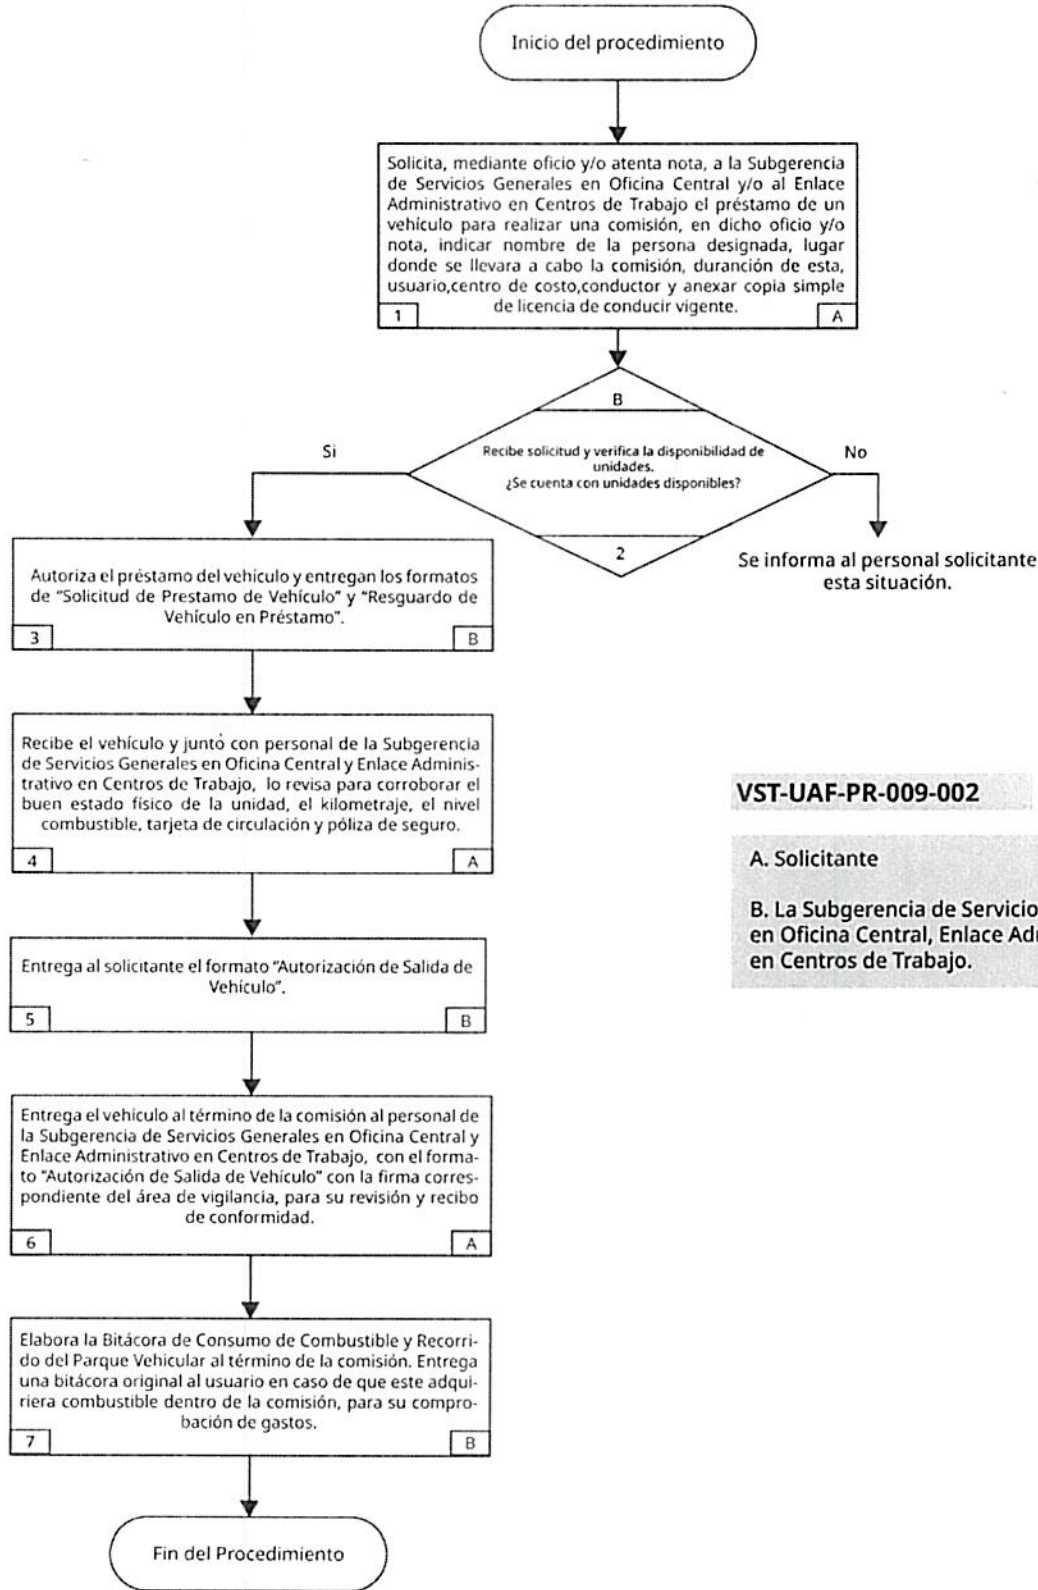 Inicio del procedimiento
Solicita, mediante oficio y/o atenta nota, a la Subgerencia
de Servicios Generales en Oficina Central y/o al Enlace
Administrativo en Centros de Trabajo el préstamo de un
vehículo para realizar una comisión, en dicho oficio y/o
nota, indicar nombre de la persona designada, lugar
donde se llevara a cabo la comisión, duranción de esta,
usuario,centro de costo,conductor y anexar copia simple
de licencia de conducir vigente.
1
A
B
Si
Recibe solicitud y verifica la disponibilidad de
unidades.
¿Se cuenta con unidades disponibles?
No
2
Se informa al personal solicitante
esta situación.
Autoriza el préstamo del vehículo y entregan los formatos
de "Solicitud de Prestamo de Vehículo" y "Resguardo de
Vehículo en Préstamo".
3
B
Recibe el vehículo y juntó con personal de la Subgerencia
de Servicios Generales en Oficina Central y Enlace Adminis-
trativo en Centros de Trabajo, lo revisa para corroborar el
buen estado físico de la unidad, el kilometraje, el nivel
combustible, tarjeta de circulación y póliza de seguro.
4
A
VST-UAF-PR-009-002
A. Solicitante
B. La Subgerencia de Servicio
en Oficina Central, Enlace Ad
en Centros de Trabajo.
Entrega al solicitante el formato "Autorización de Salida de
Vehículo".
5
B
Entrega el vehículo al término de la comisión al personal de
la Subgerencia de Servicios Generales en Oficina Central y
Enlace Administrativo en Centros de Trabajo, con el forma-
to "Autorización de Salida de Vehículo" con la firma corres-
pondiente del área de vigilancia, para su revisión y recibo
de conformidad.
6
A
Elabora la Bitácora de Consumo de Combustible y Recorri-
do del Parque Vehicular al término de la comisión. Entrega
una bitácora original al usuario en caso de que este adqui-
riera combustible dentro de la comisión, para su compro-
bación de gastos.
7
B
Fin del Procedimiento